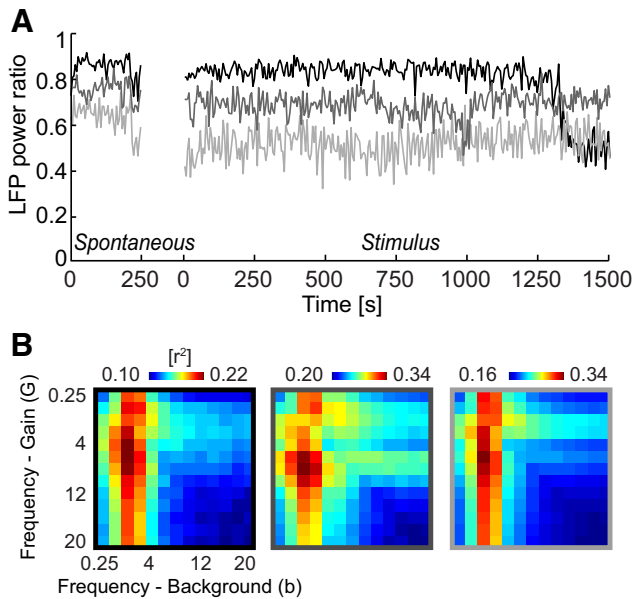 A
LFP power ratio
1
0.8
0.6
0.4
0.2
0
Spontaneous
Stimulus
0 250 0 250 500 750 1000 1250 1500
Time [s]
B
[r²]
0.10 0.22 0.20 0.34 0.16 0.34
Frequency - Gain (G)
0.25
4
4
12
20
0.25 4 12 20
Frequency - Background (b)